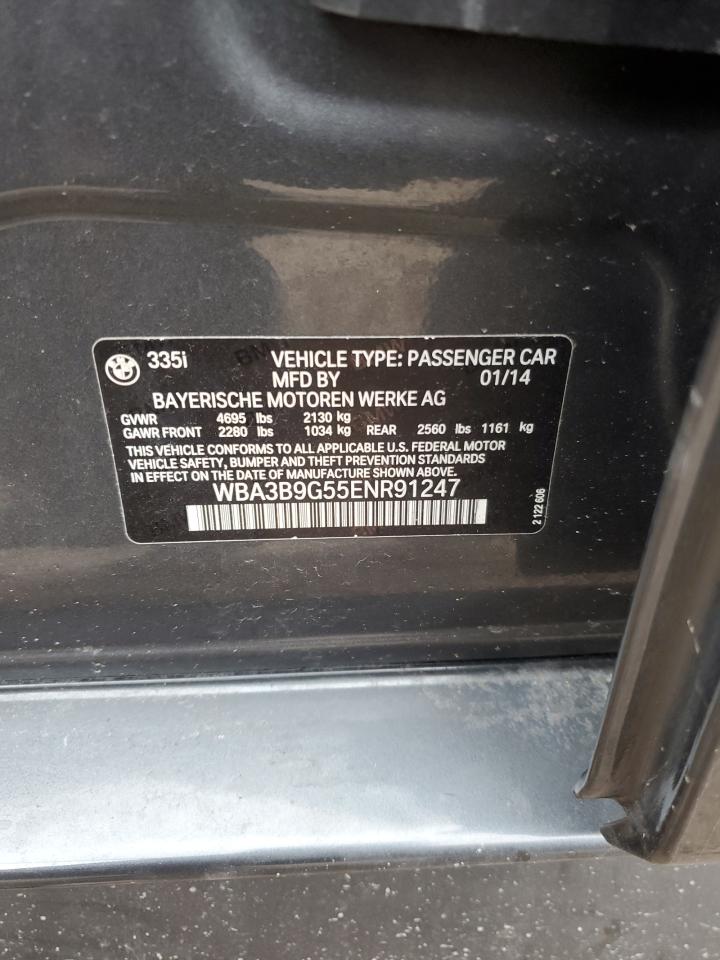 335i VEHICLE TYPE: PASSENGER CAR
MFD BY 01/14
BAYERISCHE MOTOREN WERKE AG
GVWR 4695 lbs 2130 kg
GAWR FRONT 2280 lbs 1034 kg REAR 2560 lbs 1161 kg
THIS VEHICLE CONFORMS TO ALL APPLICABLE U.S. FEDERAL MOTOR
VEHICLE SAFETY, BUMPER AND THEFT PREVENTION STANDARDS
IN EFFECT ON THE DATE OF MANUFACTURE SHOWN ABOVE.
WBA3B9G55ENR91247
2 122 606